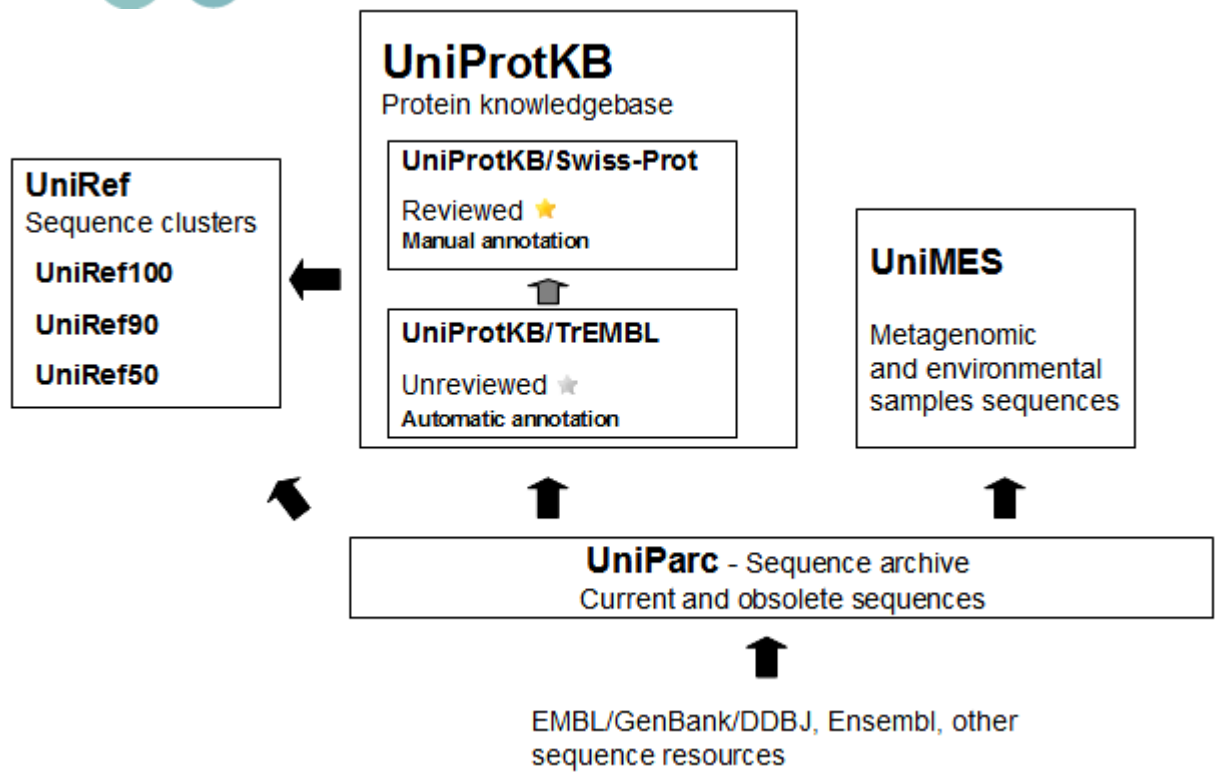 UniProtKB
Protein knowledgebase
UniProtKB/Swiss-Prot
Reviewed
Manual annotation
UniProtKB/TrEMBL
Unreviewed
Automatic annotation
UniRef
Sequence clusters
UniRef100
UniRef90
UniRef50
UniMES
Metagenomic
and environmental
samples sequences
UniParc - Sequence archive
Current and obsolete sequences
EMBL/GenBank/DDBJ, Ensembl, other
sequence resources